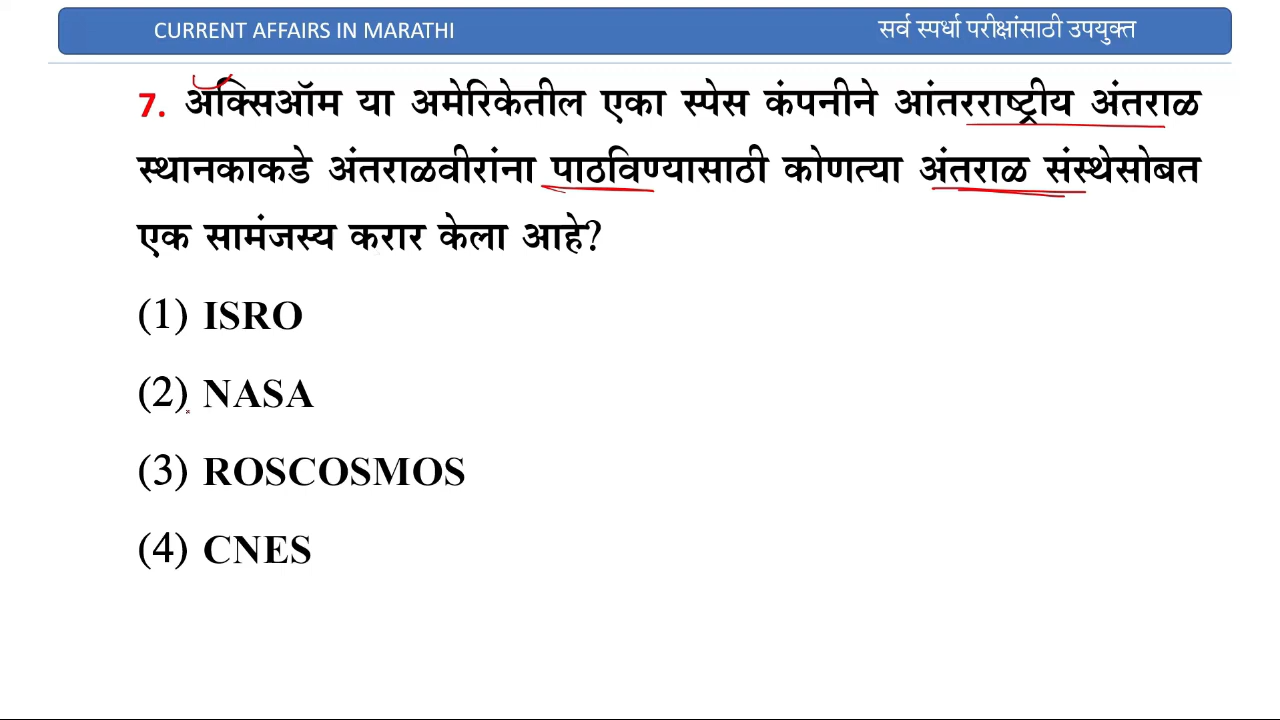 CURRENT AFFAIRS IN MARATHI
सर्व स्पर्धा परीक्षांसाठी उपयुक्त
7. अॅक्सिऑम या अमेरिकेतील एका स्पेस कंपनीने आंतरराष्ट्रीय अंतराळ
स्थानकाकडे अंतराळवीरांना पाठविण्यासाठी कोणत्या अंतराळ संस्थेसोबत
एक सामंजस्य करार केला आहे?
(1) ISRO
(2) NASA
(3) ROSCOSMOS
(4) CNES